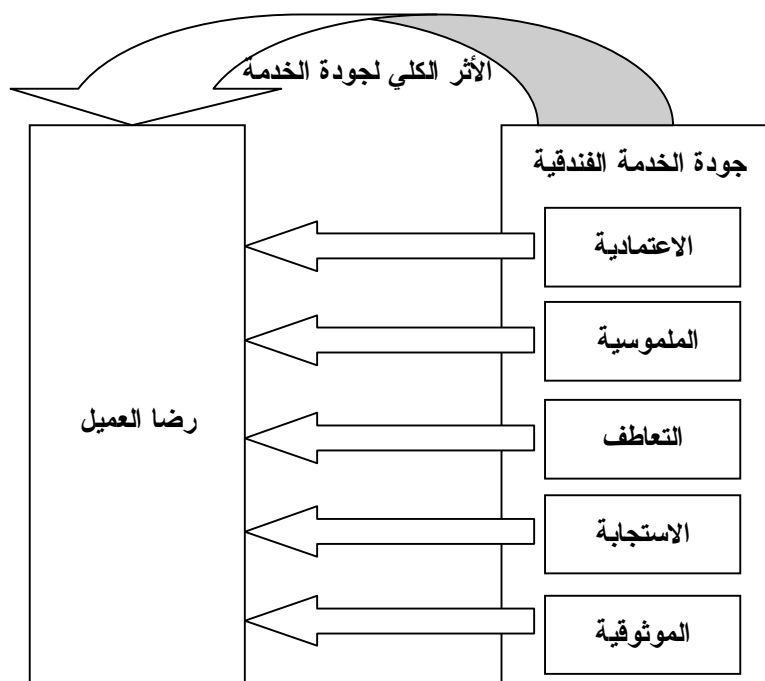 الأثر الكلي لجودة الخدمة
جودة الخدمة الفندقية
الاعتمادية
الملموسية
التعاطف
رضا العميل
الاستجابة
الموثوقية